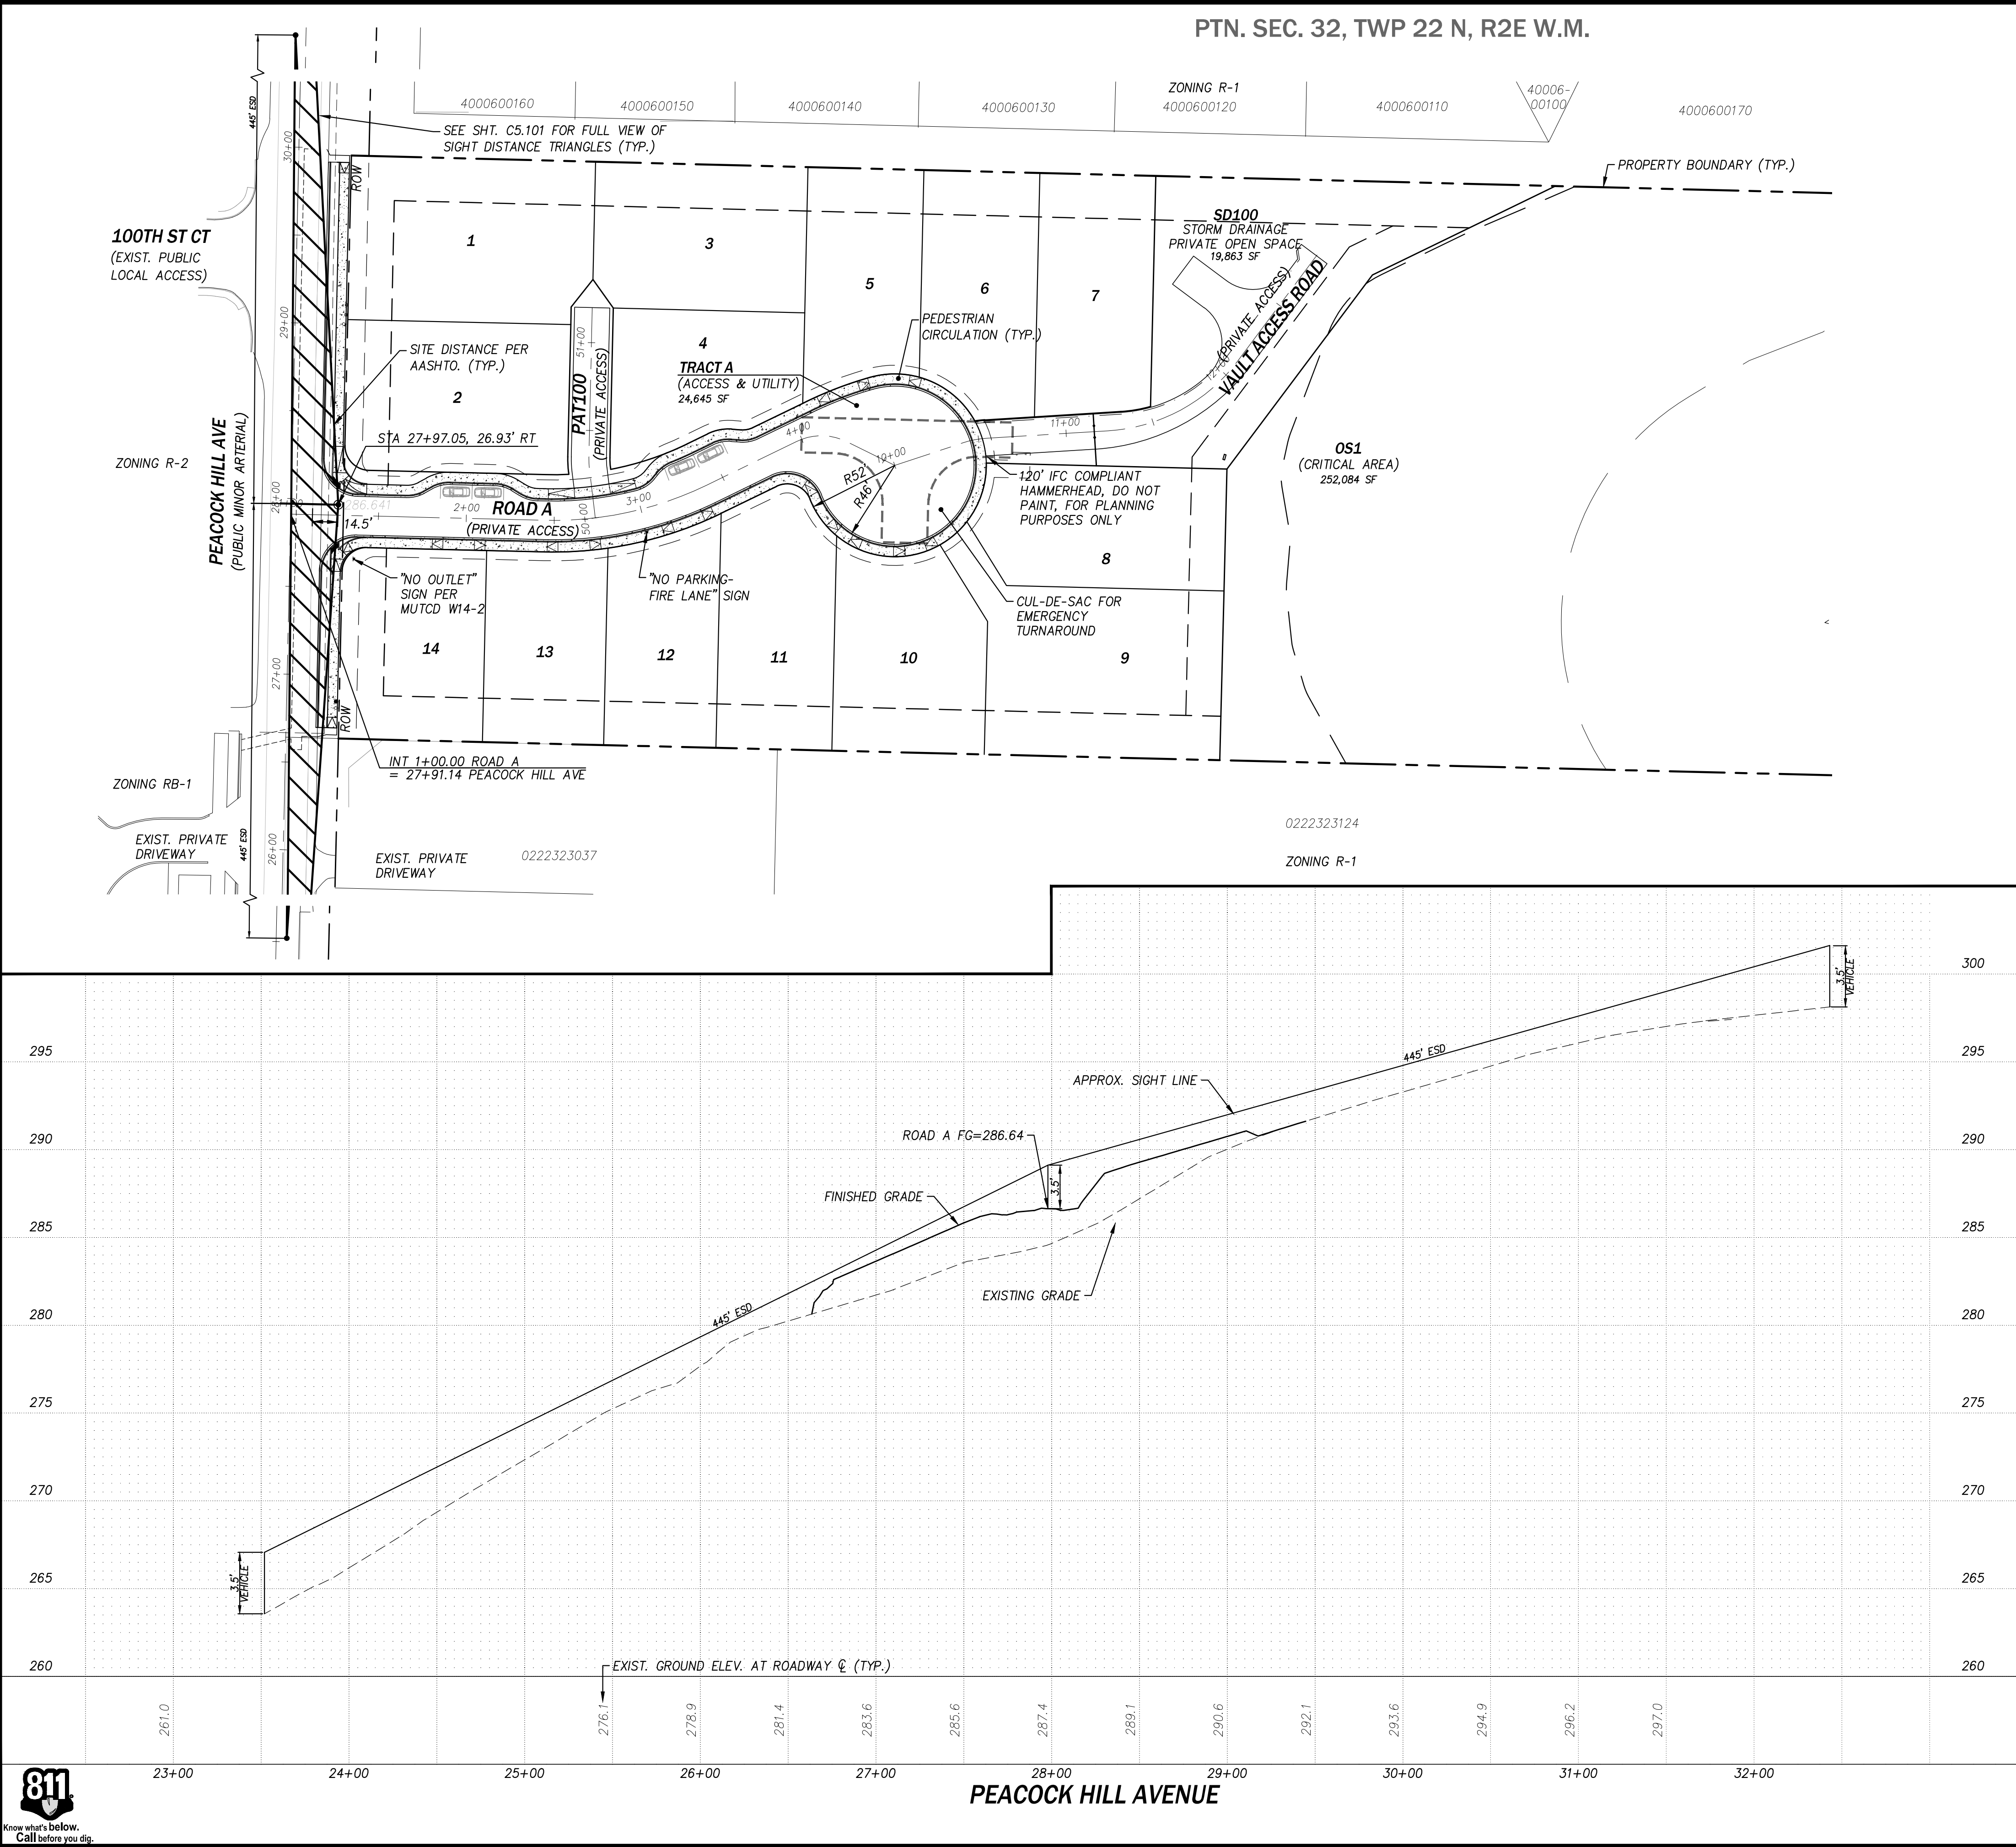 PTN. SEC. 32, TWP 22 N, R2E W.M.
ZONING R-1
4000600160
4000600150
4000600140
4000600130
4000600120
4000600110
40006-
00100
4000600170
445' ESD
30+00
SEE SHT. C5.101 FOR FULL VIEW OF
SIGHT DISTANCE TRIANGLES (TYP.)
ROW
PROPERTY BOUNDARY (TYP.)
100TH ST CT
(EXIST. PUBLIC
LOCAL ACCESS)
1
3
5
6
7
SD100
STORM DRAINAGE
PRIVATE OPEN SPACE
19,863 SF
(PRIVATE ACCESS)
VAULT ACCESS ROAD
12+00
29+00
SITE DISTANCE PER
AASHTO. (TYP.)
2
51+00
PAT100
(PRIVATE ACCESS)
4
TRACT A
(ACCESS & UTILITY)
24,645 SF
PEDESTRIAN
CIRCULATION (TYP.)
PEACOCK HILL AVE
(PUBLIC MINOR ARTERIAL)
ZONING R-2
STA 27+97.05, 26.93' RT
4+00
10+00
11+00
OS1
(CRITICAL AREA)
252,084 SF
28+00
286.641
14.5'
2+00
ROAD A
(PRIVATE ACCESS)
50+00
3+00
R52'
R46'
120' IFC COMPLIANT
HAMMERHEAD, DO NOT
PAINT, FOR PLANNING
PURPOSES ONLY
8
"NO OUTLET"
SIGN PER
MUTCD W14-2
"NO PARKING-
FIRE LANE" SIGN
CUL-DE-SAC FOR
EMERGENCY
TURNAROUND
27+00
14
13
12
11
10
9
ROW
INT 1+00.00 ROAD A
= 27+91.14 PEACOCK HILL AVE
ZONING RB-1
EXIST. PRIVATE
DRIVEWAY
445' ESD
26+00
EXIST. PRIVATE
DRIVEWAY
0222323037
0222323124
ZONING R-1
300
3.5'
VEHICLE
300
295
445' ESD
295
APPROX. SIGHT LINE
290
ROAD A FG=286.64
290
3.5'
FINISHED GRADE
285
285
EXISTING GRADE
280
445' ESD
280
275
275
270
270
265
3.5'
VEHICLE
265
260
EXIST. GROUND ELEV. AT ROADWAY ℄ (TYP.)
260
261.0
276.1
278.9
281.4
283.6
285.6
287.4
289.1
290.6
292.1
293.6
294.9
296.2
297.0
23+00
24+00
25+00
26+00
27+00
28+00
29+00
30+00
31+00
32+00
PEACOCK HILL AVENUE
811
Know what's below.
Call before you dig.